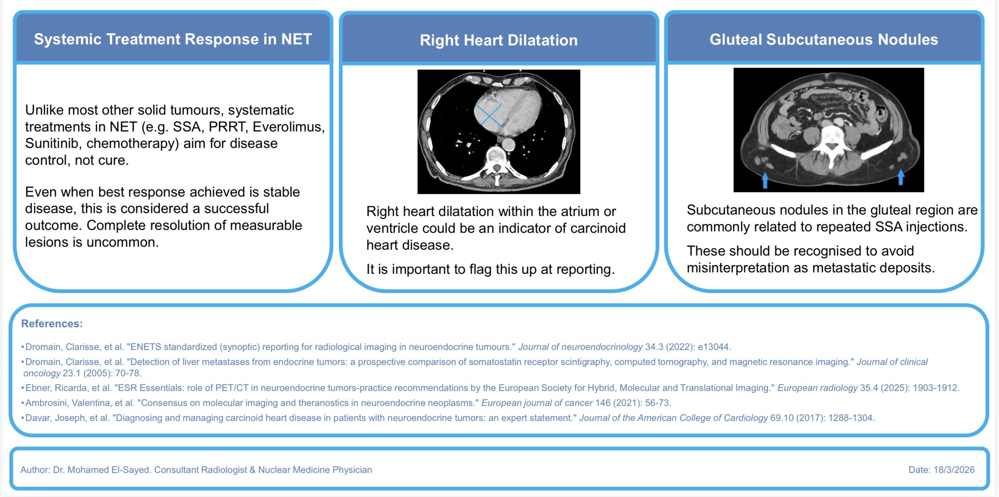 Systemic Treatment Response in NET
Unlike most other solid tumours, systematic
treatments in NET (e.g. SSA, PRRT, Everolimus,
Sunitinib, chemotherapy) aim for disease
control, not cure.
Even when best response achieved is stable
disease, this is considered a successful
outcome. Complete resolution of measurable
lesions is uncommon.
Right Heart Dilatation
Right heart dilatation within the atrium or
ventricle could be an indicator of carcinoid
heart disease.
It is important to flag this up at reporting.
Gluteal Subcutaneous Nodules
Subcutaneous nodules in the gluteal region are
commonly related to repeated SSA injections.
These should be recognised to avoid
misinterpretation as metastatic deposits.
References:
•Dromain, Clarisse, et al. "ENETS standardized (synoptic) reporting for radiological imaging in neuroendocrine tumours." Journal of neuroendocrinology 34.3 (2022): e13044.
•Dromain, Clarisse, et al. "Detection of liver metastases from endocrine tumors: a prospective comparison of somatostatin receptor scintigraphy, computed tomography, and magnetic resonance imaging." Journal of clinical
oncology 23.1 (2005): 70-78.
•Ebner, Ricarda, et al. "ESR Essentials: role of PET/CT in neuroendocrine tumors-practice recommendations by the European Society for Hybrid, Molecular and Translational Imaging." European radiology 35.4 (2025): 1903-1912.
•Ambrosini, Valentina, et al. "Consensus on molecular imaging and theranostics in neuroendocrine neoplasms." European journal of cancer 146 (2021): 56-73.
•Davar, Joseph, et al. "Diagnosing and managing carcinoid heart disease in patients with neuroendocrine tumors: an expert statement." Journal of the American College of Cardiology 69.10 (2017): 1288-1304.
Author: Dr. Mohamed El-Sayed. Consultant Radiologist & Nuclear Medicine Physician
Date: 18/3/2026